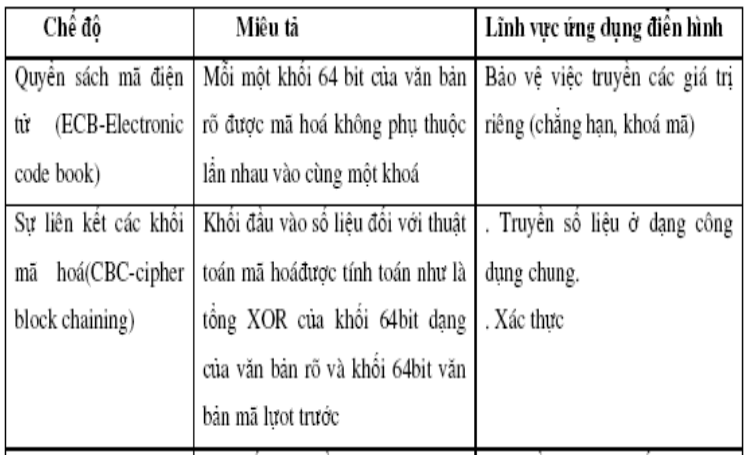 Chế độ
Miêu tả
Lĩnh vực ứng dụng điển hình
Quyển sách mã điện
tử (ECB-Electronic
code book)
Mỗi một khối 64 bit của văn bản
rõ được mã hoá không phụ thuộc
lẫn nhau vào cùng một khoá
Bảo vệ việc truyền các giá trị
riêng (chẳng hạn, khoá mã)
Sự liên kết các khối
mã hoá(CBC-cipher
block chaining)
Khối đầu vào số liệu đối với thuật
toán mã hoáđược tính toán như là
tổng XOR của khối 64bit dạng
của văn bản rõ và khối 64bit văn
bản mã lượt trước
. Truyền số liệu ở dạng công
dụng chung.
. Xác thực